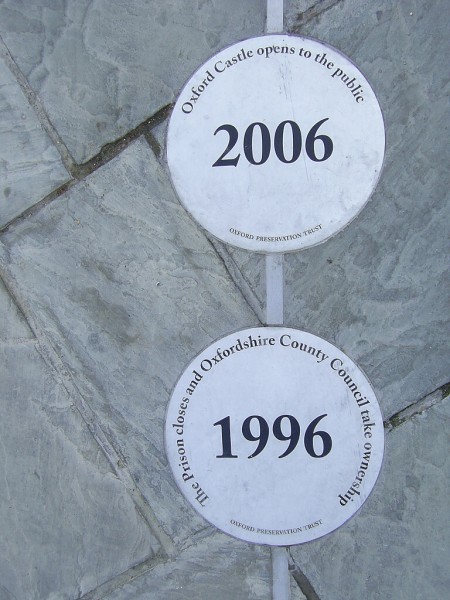 Oxford Castle opens to the public
2006
OXFORD PRESERVATION TRUST
The Prison closes and Oxfordshire County Council take ownership
1996
OXFORD PRESERVATION TRUST